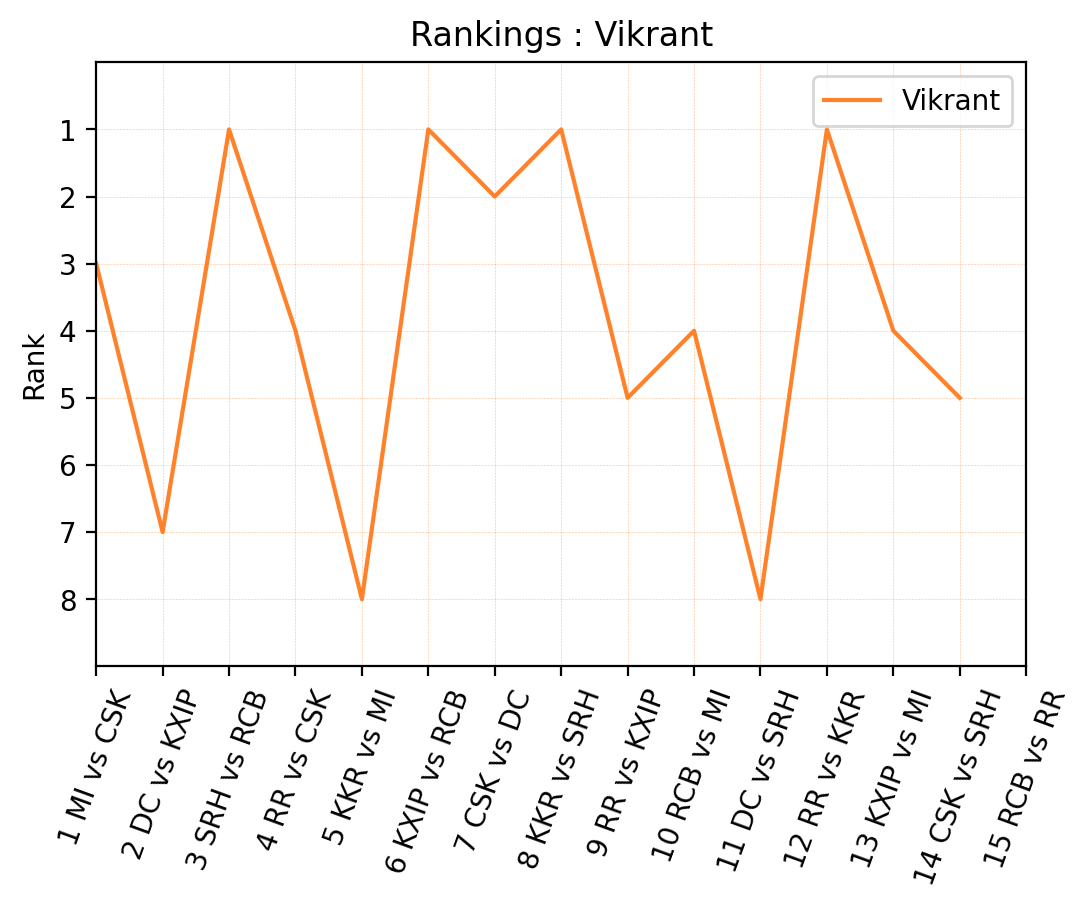 Rankings : Vikrant
Vikrant
Rank
1
2
3
4
5
6
7
8
1 MI vs CSK
2 DC vs KXIP
3 SRH vs RCB
4 RR vs CSK
5 KKR vs MI
6 KXIP vs RCB
7 CSK vs DC
8 KKR vs SRH
9 RR vs KXIP
10 RCB vs MI
11 DC vs SRH
12 RR vs KKR
13 KXIP vs MI
14 CSK vs SRH
15 RCB vs RR